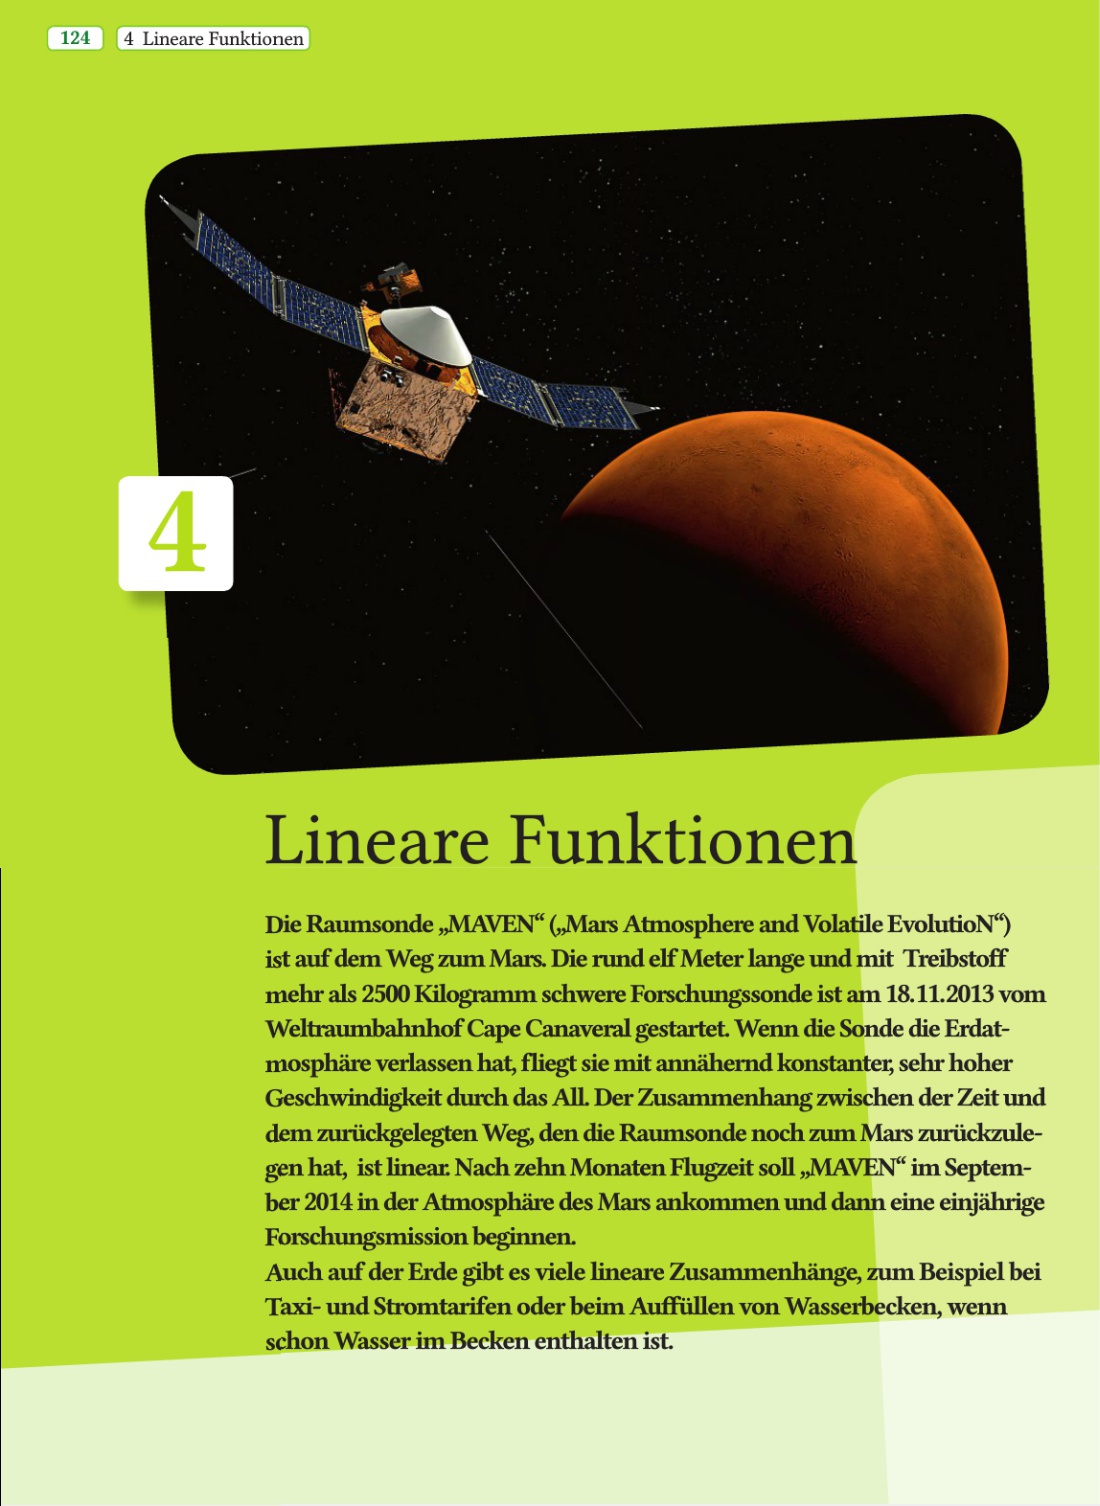 124 4 Lineare Funktionen
4
Lineare Funktionen
Die Raumsonde „MAVEN“ („Mars Atmosphere and Volatile EvolutioN“)
ist auf dem Weg zum Mars. Die rund elf Meter lange und mit Treibstoff
mehr als 2500 Kilogramm schwere Forschungssonde ist am 18.11.2013 vom
Weltraumbahnhof Cape Canaveral gestartet. Wenn die Sonde die Erdat-
mosphäre verlassen hat, fliegt sie mit annähernd konstanter, sehr hoher
Geschwindigkeit durch das All. Der Zusammenhang zwischen der Zeit und
dem zurückgelegten Weg, den die Raumsonde noch zum Mars zurückzule-
gen hat, ist linear. Nach zehn Monaten Flugzeit soll „MAVEN“ im Septem-
ber 2014 in der Atmosphäre des Mars ankommen und dann eine einjährige
Forschungsmission beginnen.
Auch auf der Erde gibt es viele lineare Zusammenhänge, zum Beispiel bei
Taxi- und Stromtarifen oder beim Auffüllen von Wasserbecken, wenn
schon Wasser im Becken enthalten ist.